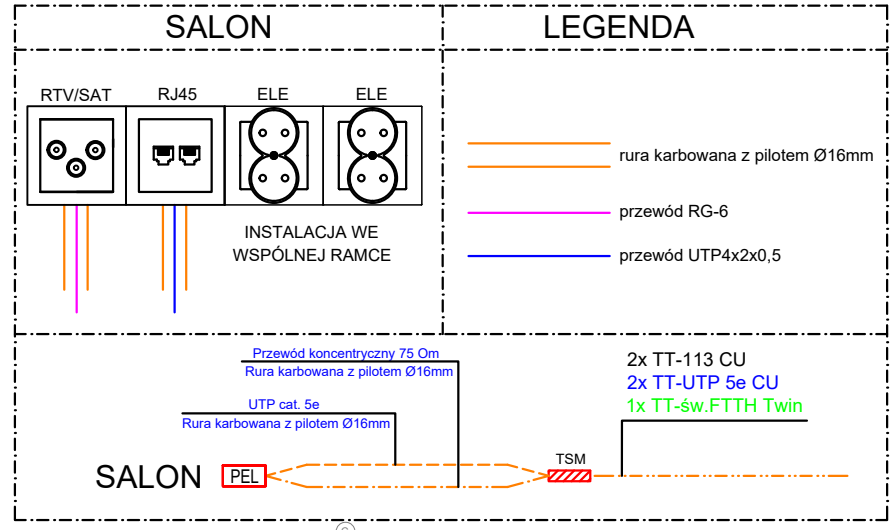 SALON
LEGENDA
RTV/SAT
RJ45
ELE
ELE
INSTALACJA WE
WSPÓLNEJ RAMCE
rura karbowana z pilotem Ø16mm
przewód RG-6
przewód UTP4x2x0,5
Przewód koncentryczny 75 Om
Rura karbowana z pilotem Ø16mm
UTP cat. 5e
Rura karbowana z pilotem Ø16mm
2x TT-113 CU
2x TT-UTP 5e CU
1x TT-św.FTTH Twin
TSM
SALON
PEL